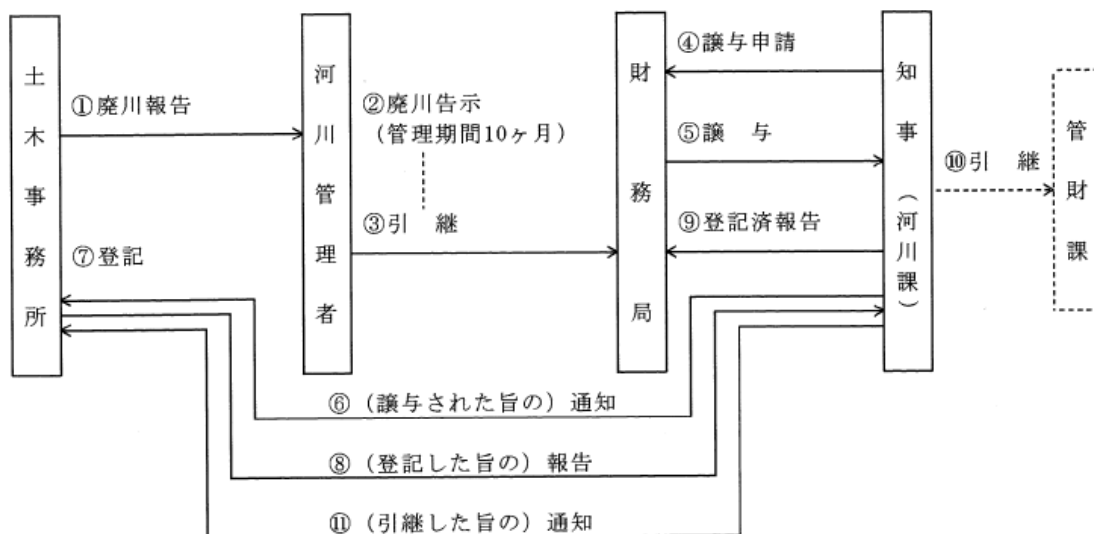 土木事務所
①廃川報告
⑦登記
河川管理者
②廃川告示
(管理期間10ヶ月)
③引 継
財務局
④譲与申請
⑤譲 与
⑨登記済報告
知事(河川課)
⑩引 継
管財課
⑥(譲与された旨の)通知
⑧(登記した旨の)報告
⑪(引継した旨の)通知